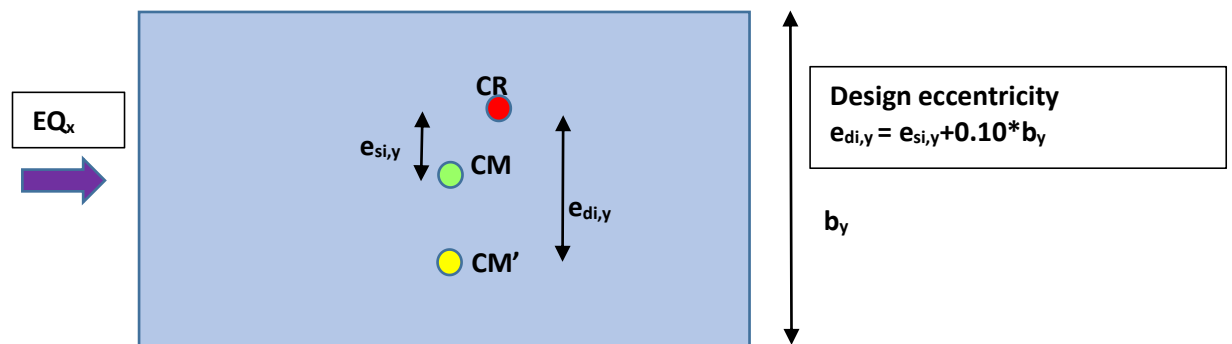 EQx
CR
esi,y
CM
edi,y
CM’
Design eccentricity
edi,y = esi,y+0.10*by
by